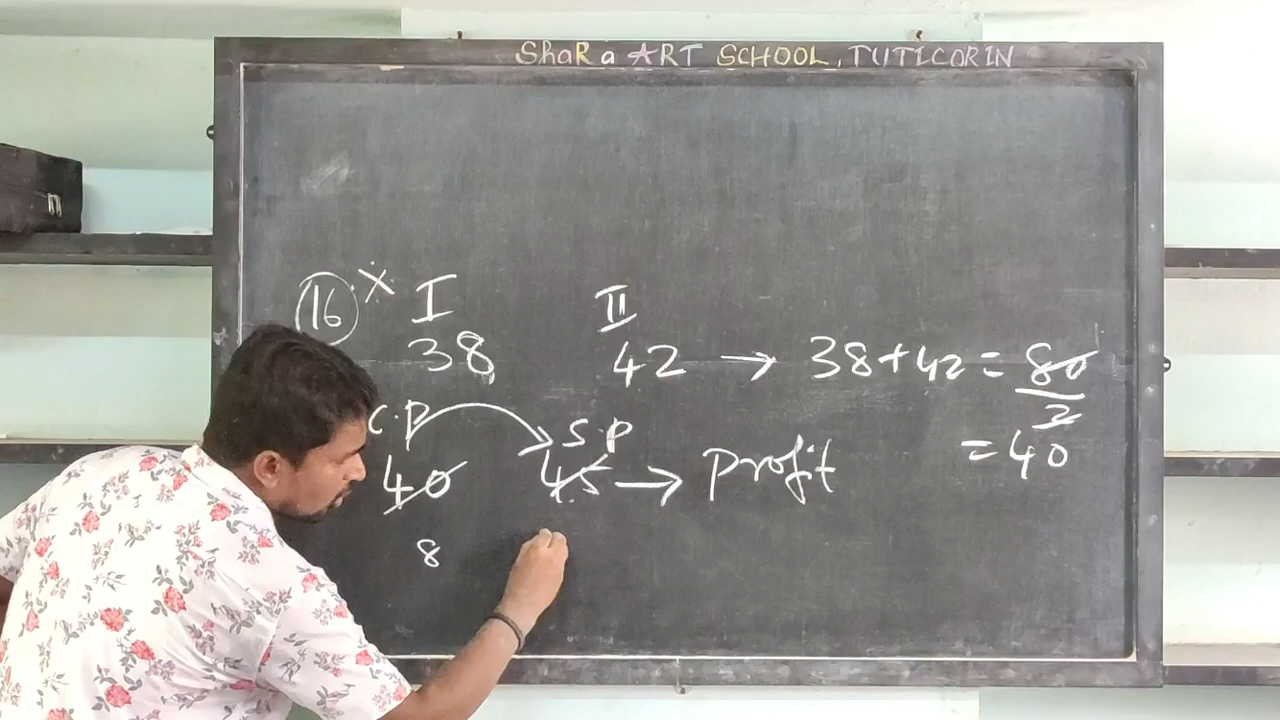 ShaRa ART SCHOOL, TUTICORIN
16 X I II
38 42 → 38+42 = 80/2
C.P S.P = 40
40 45 → Profit
8